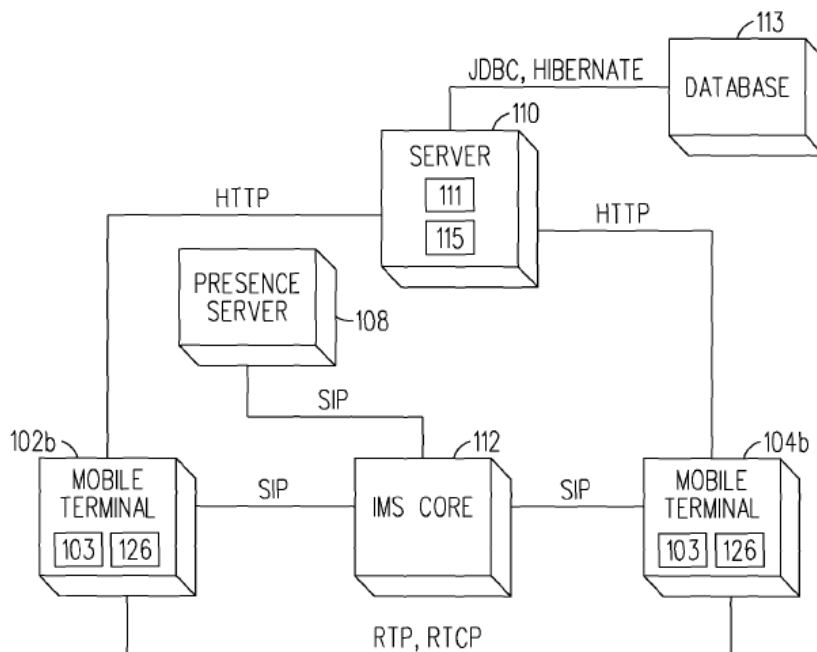 113
JDBC, HIBERNATE
DATABASE
110
SERVER
111
115
HTTP
HTTP
PRESENCE
SERVER
108
SIP
102b
112
104b
MOBILE
TERMINAL
103 126
SIP
IMS CORE
SIP
MOBILE
TERMINAL
103 126
RTP, RTCP